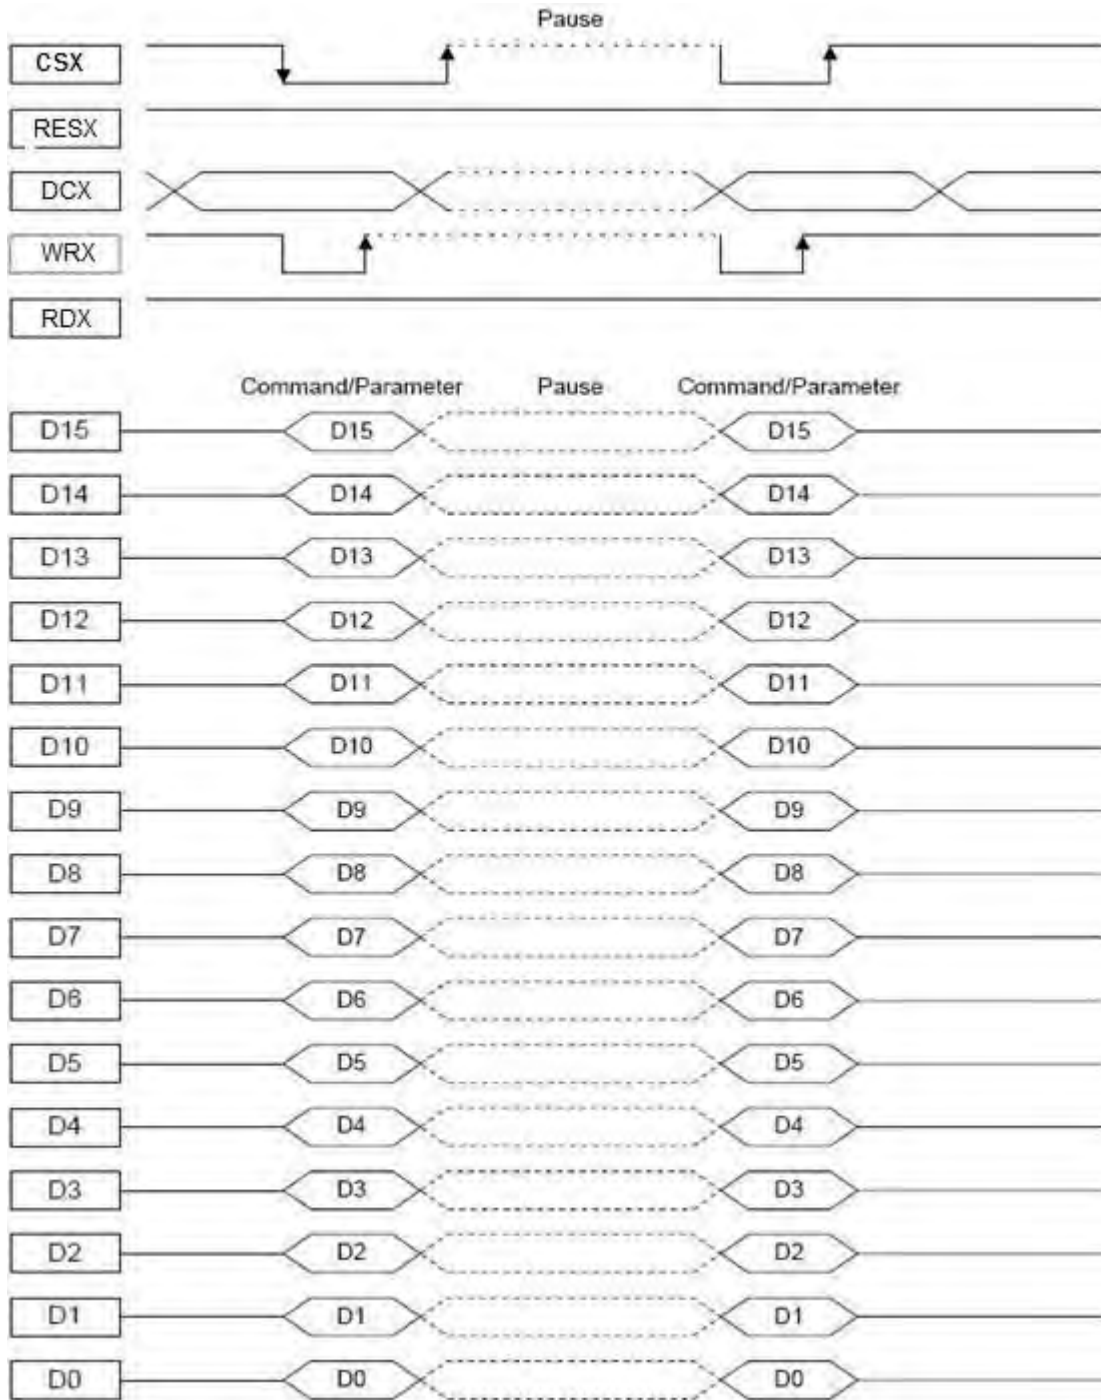 Pause
CSX
RESX
DCX
WRX
RDX
Command/Parameter Pause Command/Parameter
D15 D15 D15
D14 D14 D14
D13 D13 D13
D12 D12 D12
D11 D11 D11
D10 D10 D10
D9 D9 D9
D8 D8 D8
D7 D7 D7
D6 D6 D6
D5 D5 D5
D4 D4 D4
D3 D3 D3
D2 D2 D2
D1 D1 D1
D0 D0 D0